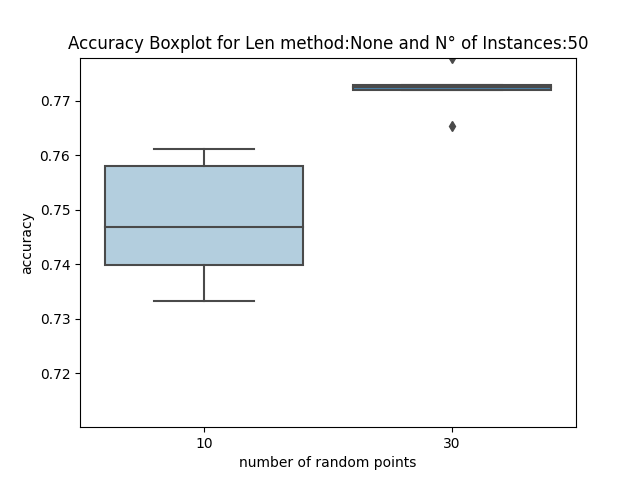 Accuracy Boxplot for Len method:None and N° of Instances:50
accuracy
0.77
0.76
0.75
0.74
0.73
0.72
10 30
number of random points